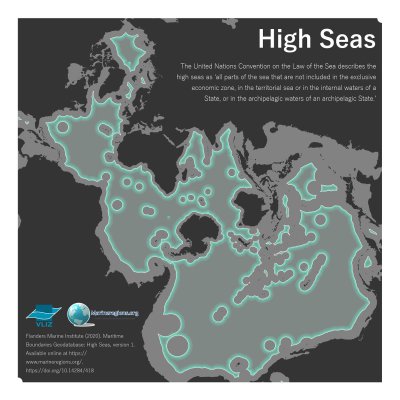 High Seas
The United Nations Convention on the Law of the Sea describes the
high seas as 'all parts of the sea that are not included in the exclusive
economic zone, in the territorial sea or in the internal waters of a
State, or in the archipelagic waters of an archipelagic State.'
VLIZ
Marineregions.org
Flanders Marine Institute (2020). Maritime
Boundaries Geodatabase: High Seas, version 1.
Available online at https://
www.marineregions.org/.
https://doi.org/10.14284/418